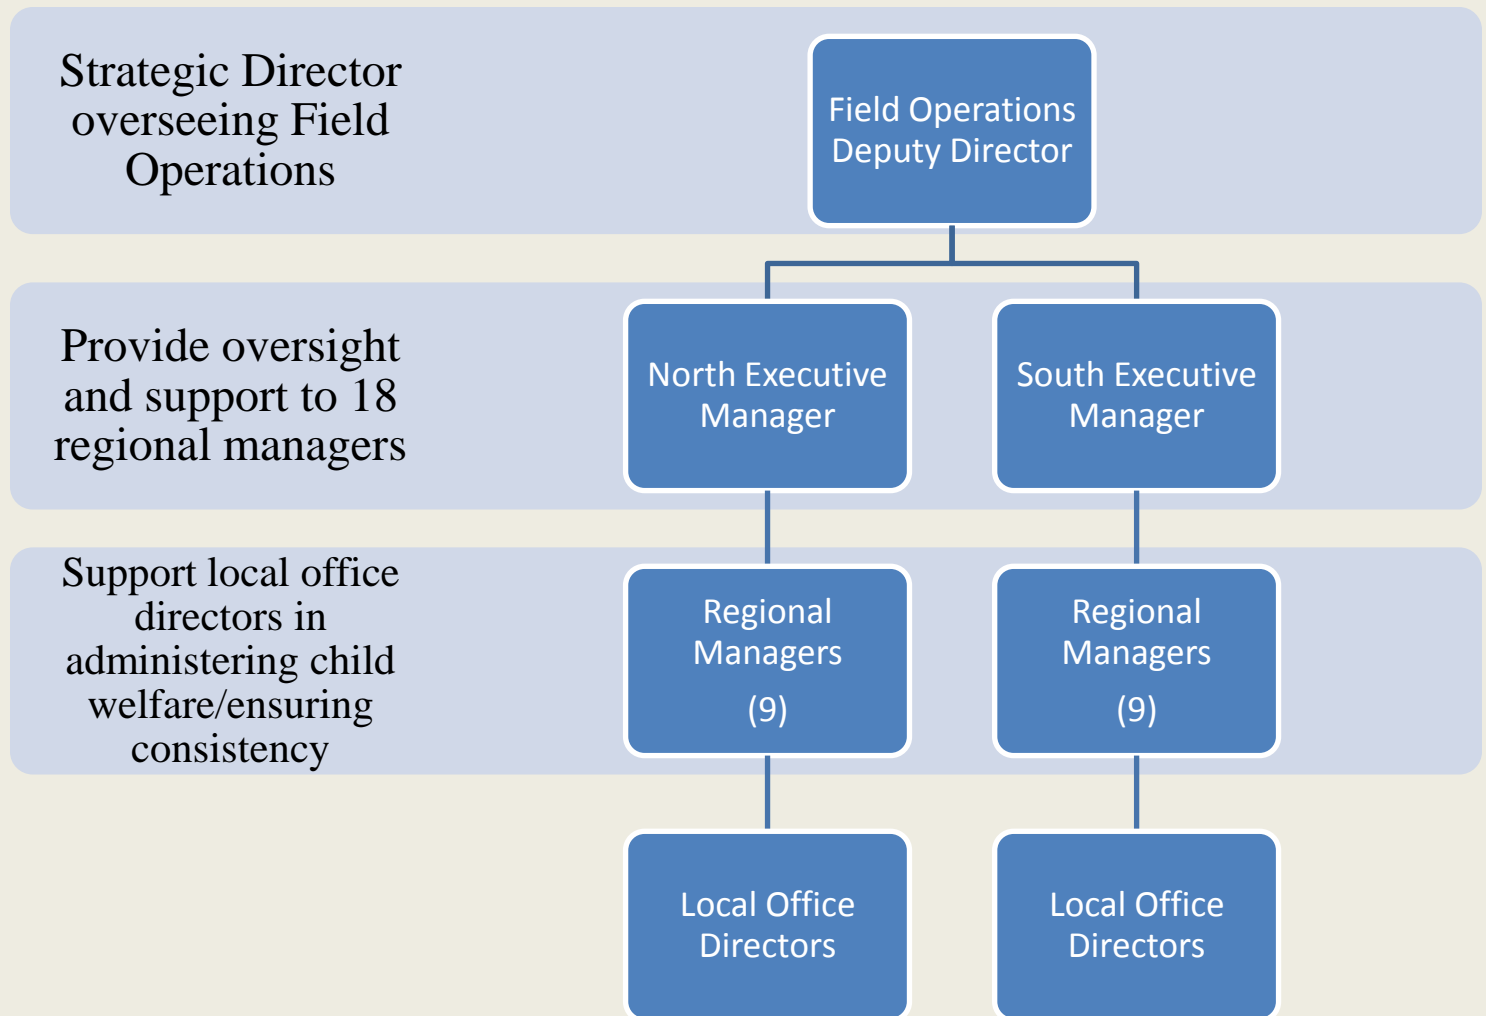 Strategic Director
overseeing Field
Operations
Field Operations
Deputy Director
Provide oversight
and support to 18
regional managers
North Executive
Manager
South Executive
Manager
Support local office
directors in
administering child
welfare/ensuring
consistency
Regional
Managers
(9)
Regional
Managers
(9)
Local Office
Directors
Local Office
Directors